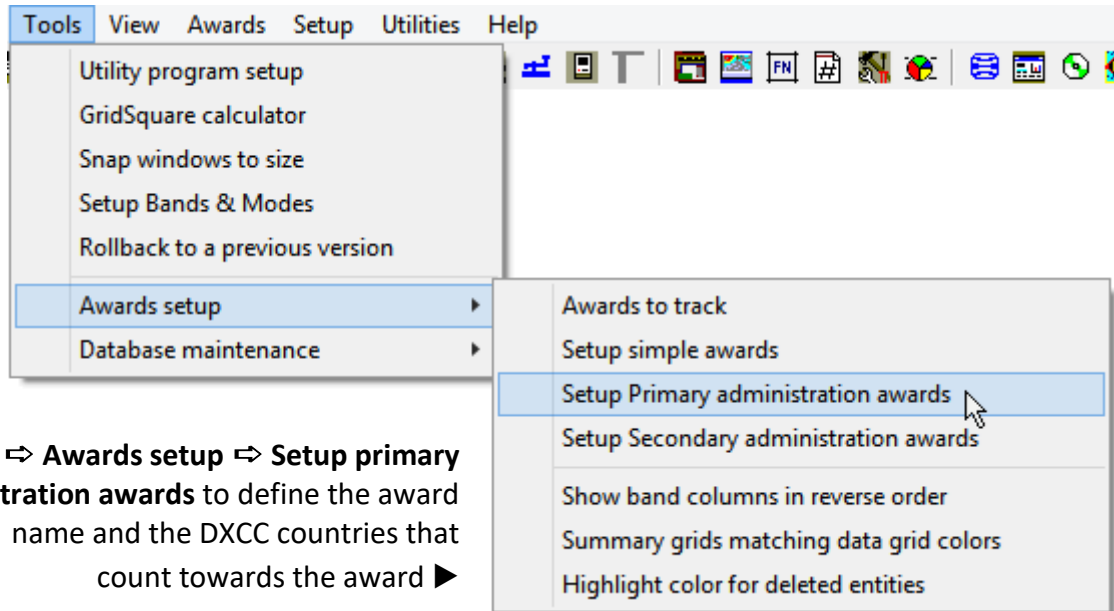 Tools View Awards Setup Utilities Help
FN #
Utility program setup
GridSquare calculator
Snap windows to size
Setup Bands & Modes
Rollback to a previous version
Awards setup
Database maintenance
Awards to track
Setup simple awards
Setup Primary administration awards
Setup Secondary administration awards
Show band columns in reverse order
Summary grids matching data grid colors
Highlight color for deleted entities
⇨ Awards setup ⇨ Setup primary
tration awards to define the award
name and the DXCC countries that
count towards the award ▶